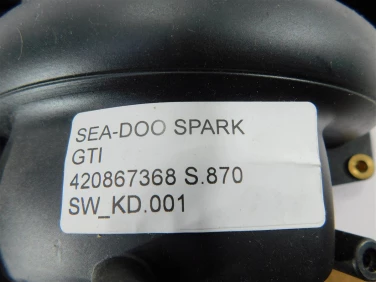 SEA-DOO SPARK
GTI
420867368 S.870
SW_KD.001